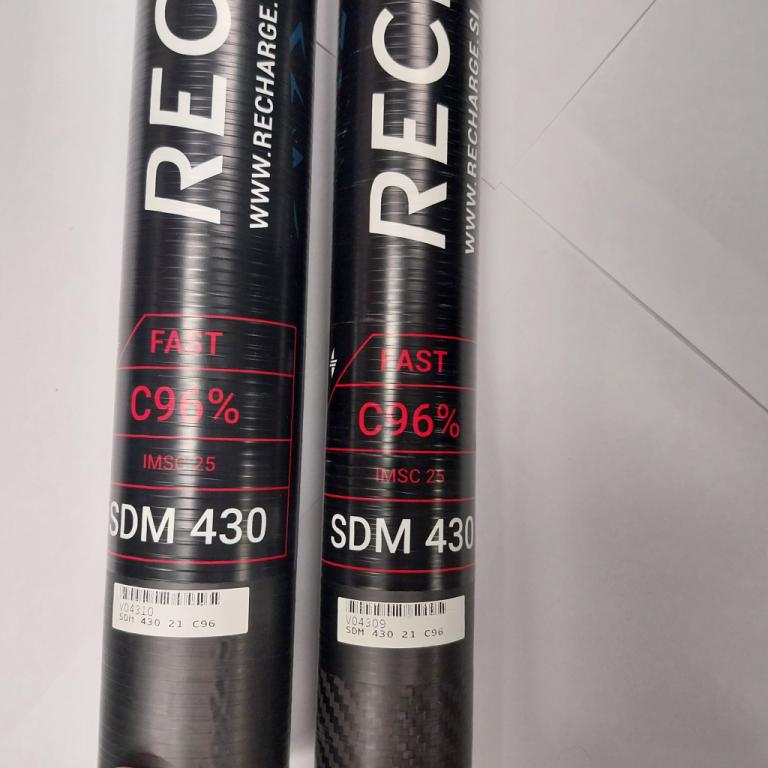 REC
WWW.RECHARGE.
FAST
C96%
IMSC 25
SDM 430
V04310
SDM 430 21 C96
REC
WWW.RECHARGE.SI
FAST
C96%
IMSC 25
SDM 430
V04309
SDM 430 21 C96